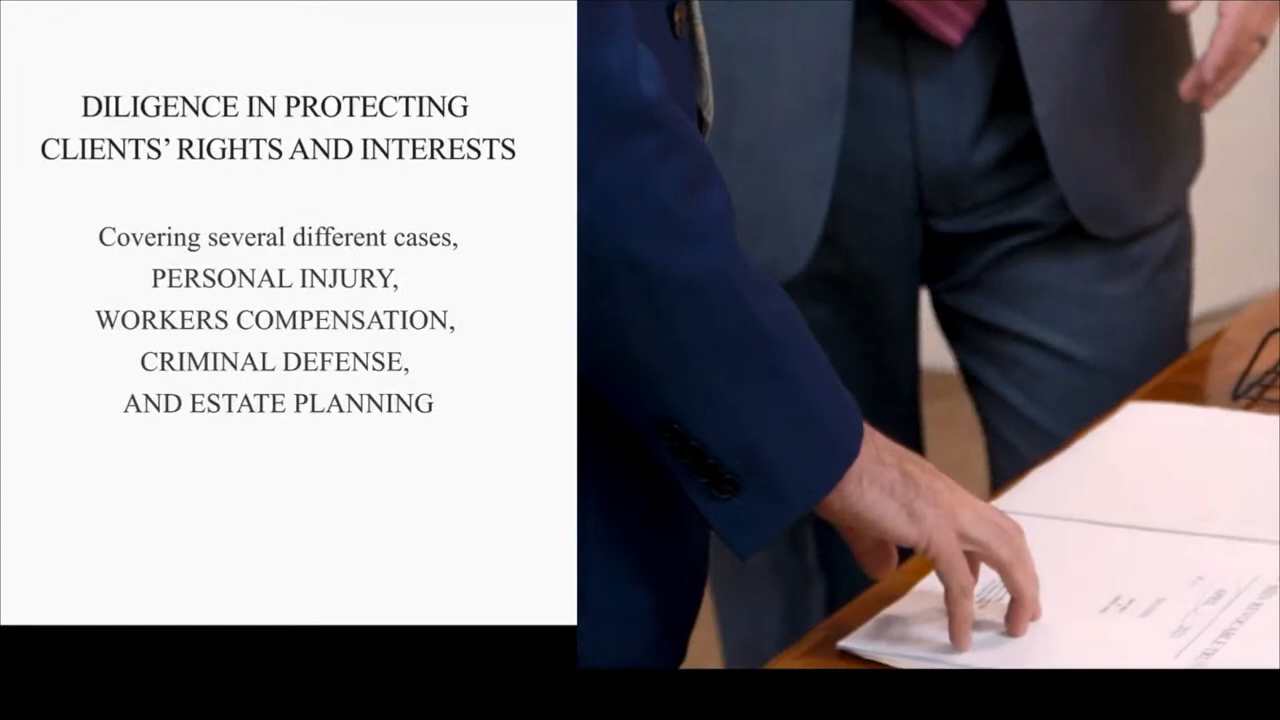 DILIGENCE IN PROTECTING
CLIENTS’ RIGHTS AND INTERESTS
Covering several different cases,
PERSONAL INJURY,
WORKERS COMPENSATION,
CRIMINAL DEFENSE,
AND ESTATE PLANNING